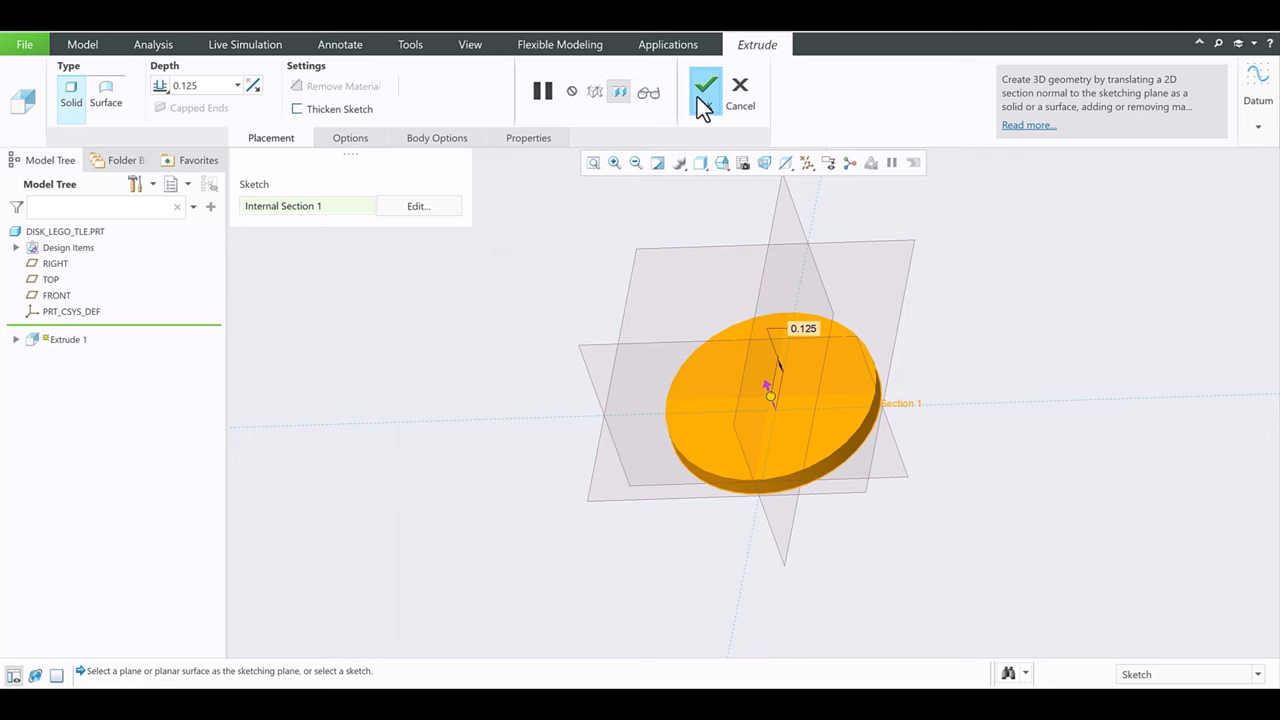 File Model Analysis Live Simulation Annotate Tools View Flexible Modeling Applications Extrude
Type Depth Settings
0.125 Remove Material
Solid Surface Capped Ends Thicken Sketch
Cancel
Create 3D geometry by translating a 2D
section normal to the sketching plane as a
solid or a surface, adding or removing ma...
Read more...
Datum
Placement Options Body Options Properties
Model Tree Folder B Favorites
Model Tree
Sketch
Internal Section 1 Edit...
DISK_LEGO_TLE.PRT
Design Items
RIGHT
TOP
FRONT
PRT_CSYS_DEF
Extrude 1
0.125
Section 1
Select a plane or planar surface as the sketching plane, or select a sketch.
Sketch